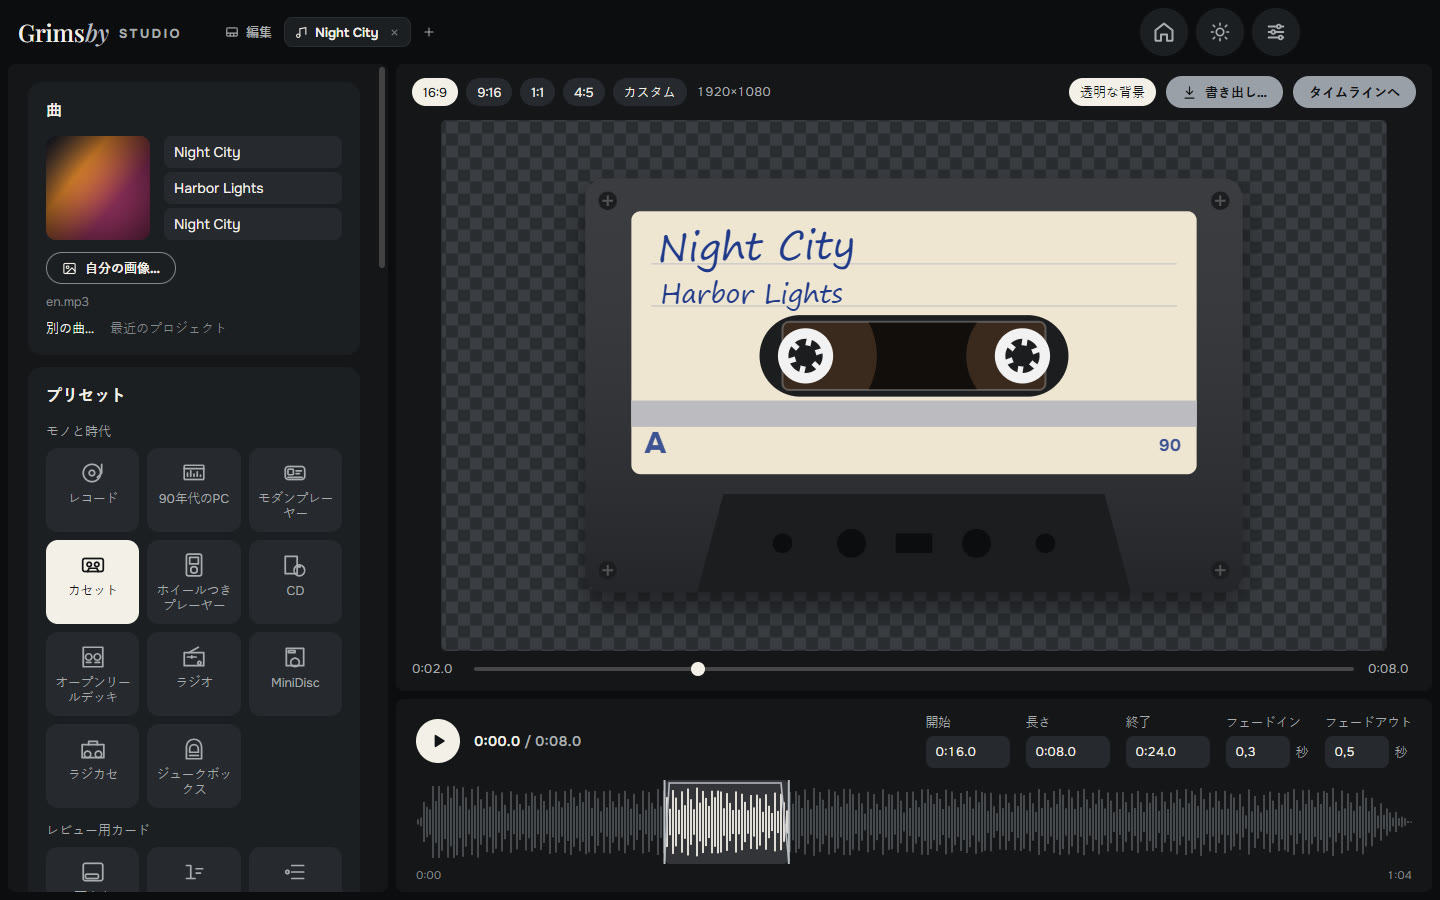 Grimsby STUDIO
編集
Night City
曲
Night City
Harbor Lights
Night City
自分の画像...
en.mp3
別の曲... 最近のプロジェクト
プリセット
モノと時代
レコード
90年代のPC
モダンプレー
ヤー
カセット
ホイールつき
プレーヤー
CD
オープンリー
ルデッキ
ラジオ
MiniDisc
ラジカセ
ジュークボッ
クス
レビュー用カード
16:9 9:16 1:1 4:5 カスタム 1920×1080
透明な背景 書き出し... タイムラインへ
Night City
Harbor Lights
A 90
0:02.0 0:08.0
0:00.0 / 0:08.0
開始 長さ 終了 フェードイン フェードアウト
0:16.0 0:08.0 0:24.0 0,3 秒 0,5 秒
0:00 1:04